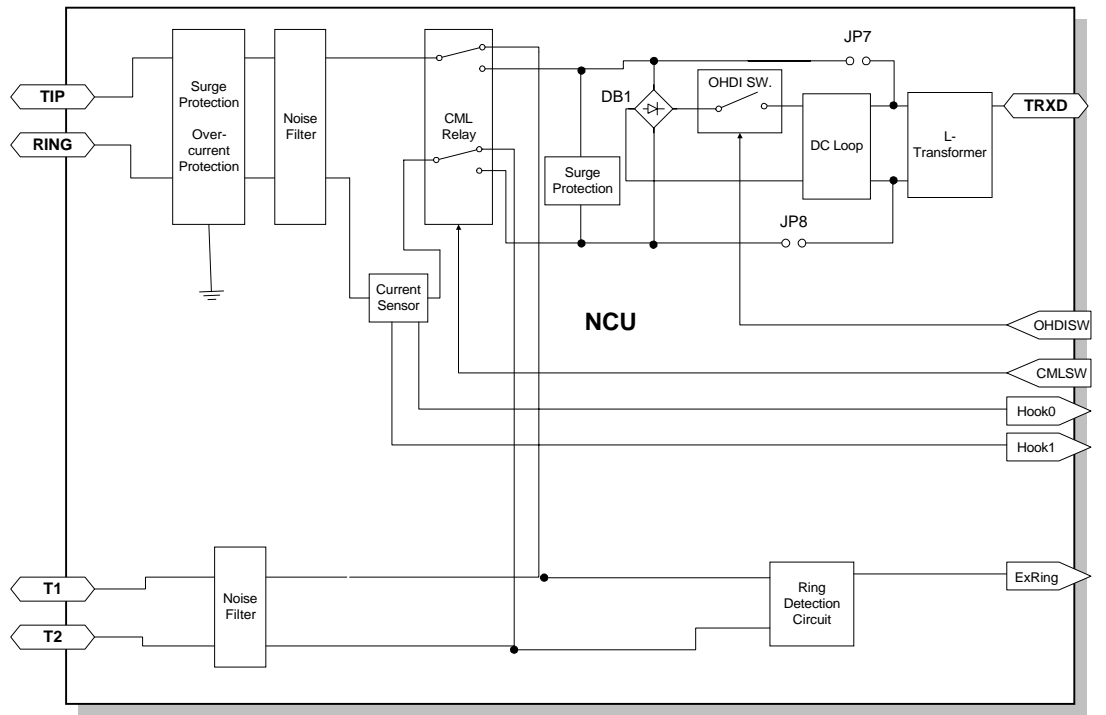 TIP
RING
Surge
Protection
Over-
current
Protection
Noise
Filter
CML
Relay
Current
Sensor
Surge
Protection
DB1
OHDI SW.
JP7
DC Loop
L-
Transformer
TRXD
JP8
NCU
OHDISW
CMLSW
Hook0
Hook1
T1
T2
Noise
Filter
Ring
Detection
Circuit
ExRing